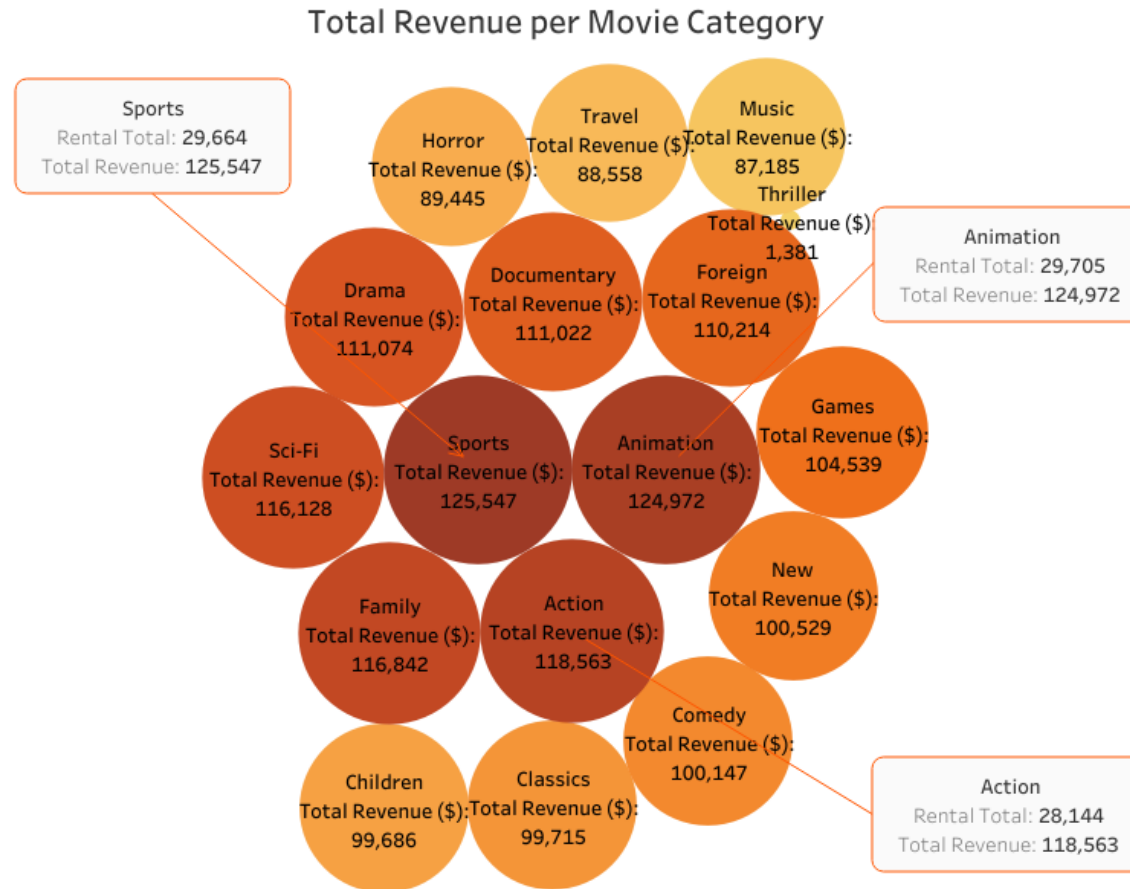 Total Revenue per Movie Category
Sports
Rental Total: 29,664
Total Revenue: 125,547
Horror
Total Revenue ($):
89,445
Travel
Total Revenue ($):
88,558
Music
Total Revenue ($):
87,185
Thriller
Total Revenue ($):
1,381
Animation
Rental Total: 29,705
Total Revenue: 124,972
Drama
Total Revenue ($):
111,074
Documentary
Total Revenue ($):
111,022
Foreign
Total Revenue ($):
110,214
Games
Total Revenue ($):
104,539
Sci-Fi
Total Revenue ($):
116,128
Sports
Total Revenue ($):
125,547
Animation
Total Revenue ($):
124,972
New
Total Revenue ($):
100,529
Family
Total Revenue ($):
116,842
Action
Total Revenue ($):
118,563
Comedy
Total Revenue ($):
100,147
Children
Total Revenue ($):
99,686
Classics
Total Revenue ($):
99,715
Action
Rental Total: 28,144
Total Revenue: 118,563